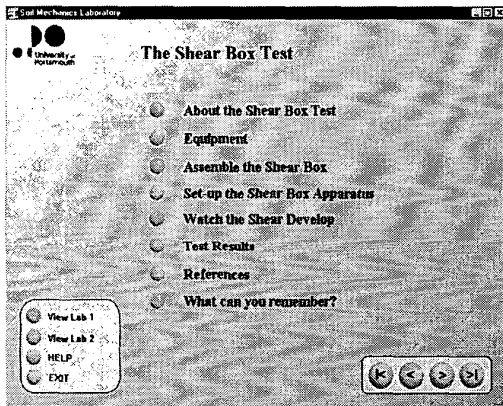 Soil Mechanics Laboratory
University of
Portsmouth
The Shear Box Test
About the Shear Box Test
Equipment
Assemble the Shear Box
Set-up the Shear Box Apparatus
Watch the Shear Develop
Test Results
References
What can you remember?
View Lab 1
View Lab 2
HELP
EXIT
|< < > >|